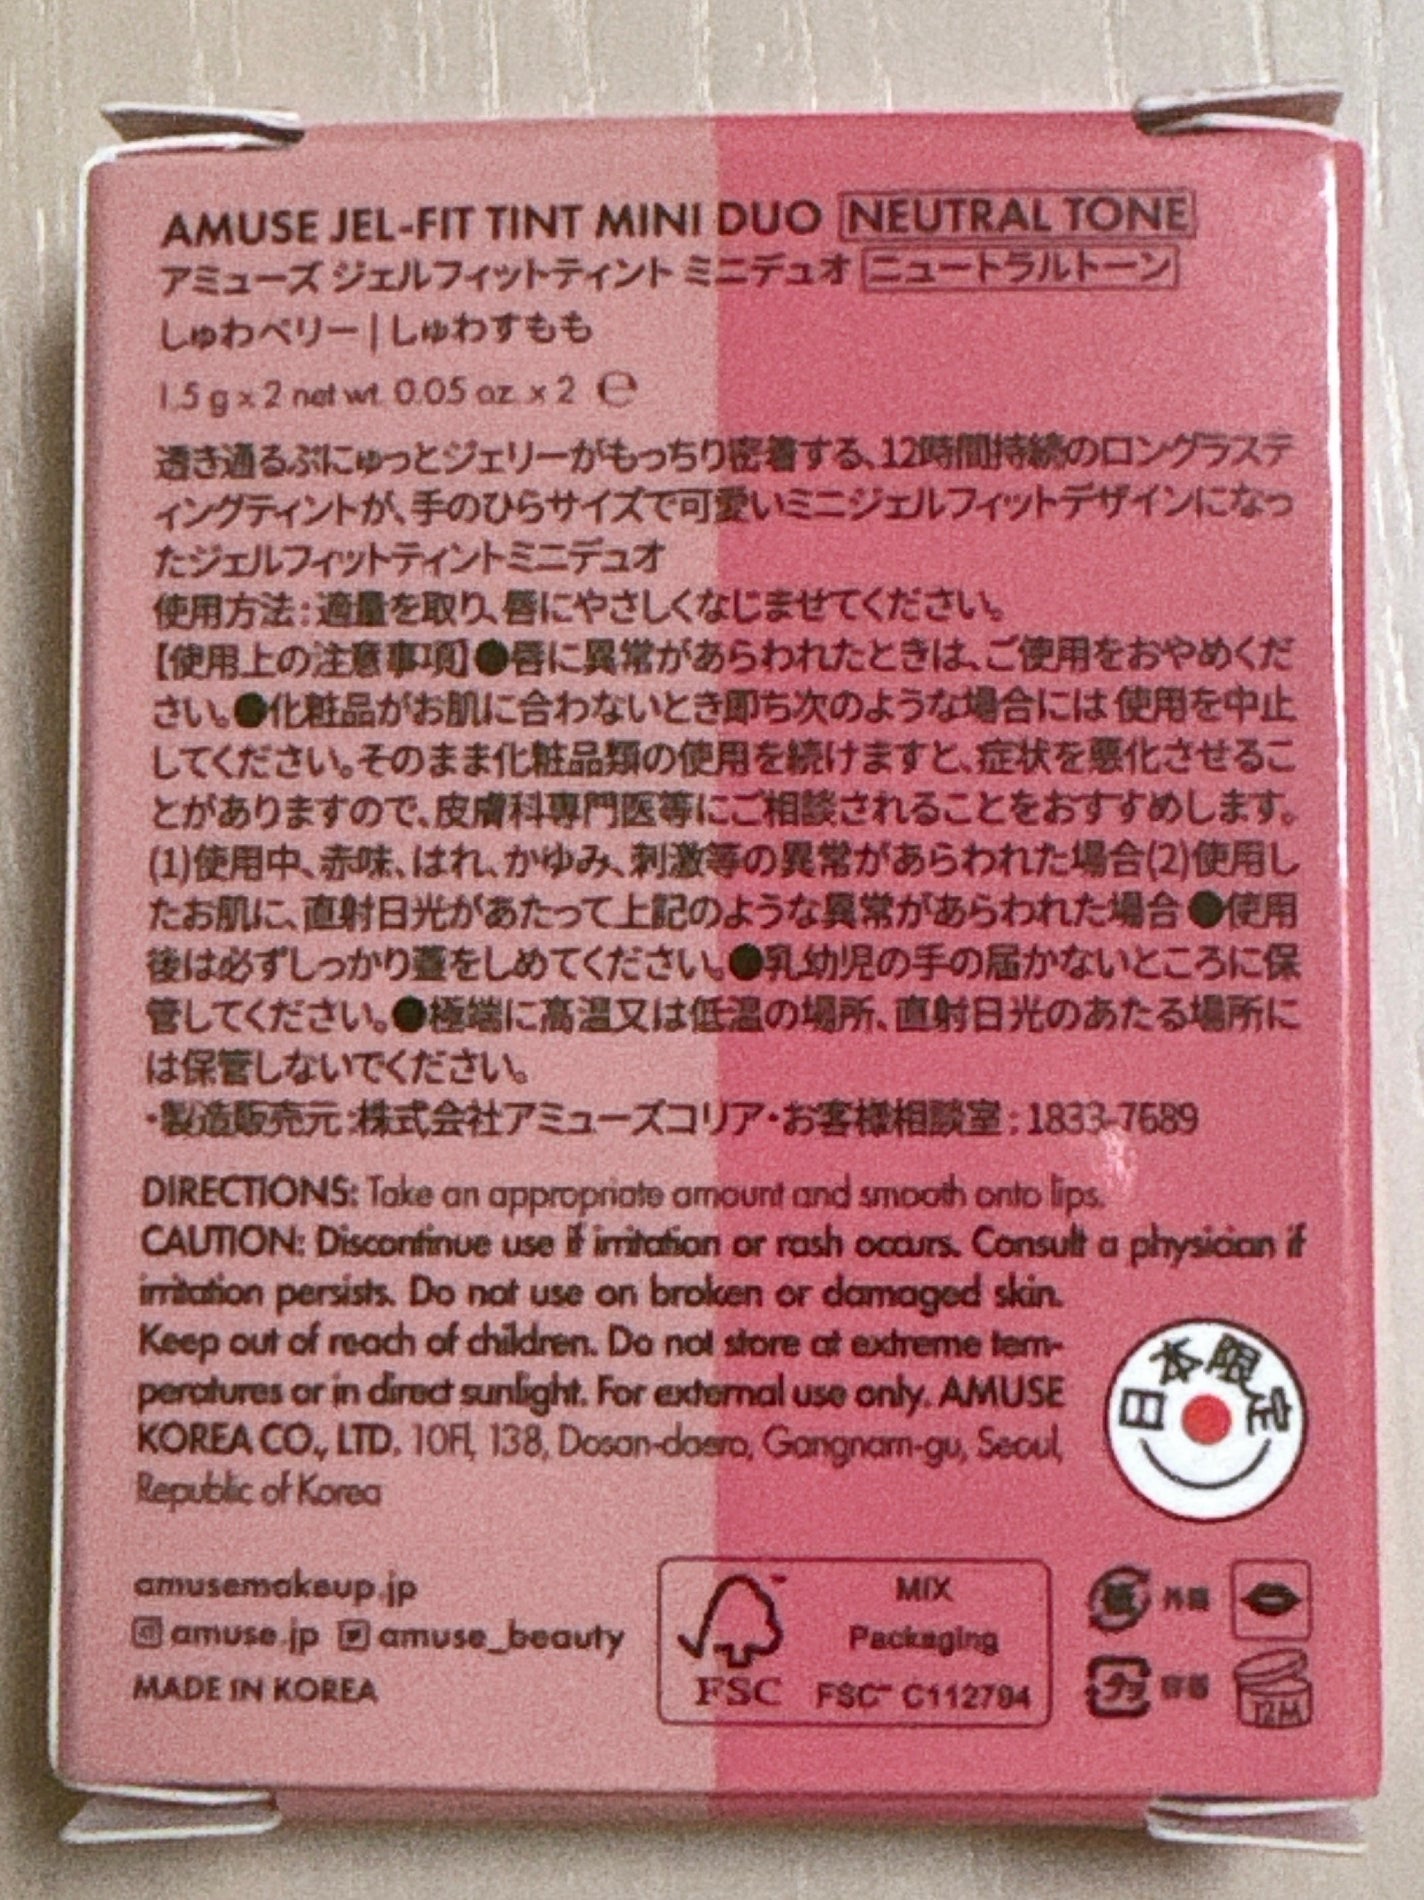 AMUSE JEL-FIT TINT MINI DUO NEUTRAL TONE
アミューズ ジェルフィットティント ミニデュオ ニュートラルトーン
しゅわベリー | しゅわすもも
1.5 g x 2 net wt. 0.05 oz. x 2 ℮
透き通るぷにゅっとジェリーがもっちり密着する、12時間持続のロングラステ
ィングティントが、手のひらサイズで可愛いミニジェルフィットデザインになっ
たジェルフィットティントミニデュオ
使用方法：適量を取り、唇にやさしくなじませてください。
【使用上の注意事項】●唇に異常があらわれたときは、ご使用をおやめくだ
さい。●化粧品がお肌に合わないとき即ち次のような場合には 使用を中止
してください。そのまま化粧品類の使用を続けますと、症状を悪化させるこ
とがありますので、皮膚科専門医等にご相談されることをおすすめします。
(1)使用中、赤味、はれ、かゆみ、刺激等の異常があらわれた場合(2)使用し
たお肌に、直射日光があたって上記のような異常があらわれた場合 ●使用
後は必ずしっかり蓋をしめてください。●乳幼児の手の届かないところに保
管してください。●極端に高温又は低温の場所、直射日光のあたる場所に
は保管しないでください。
・製造販売元：株式会社アミューズコリア・お客様相談室：1833-7689
DIRECTIONS: Take an appropriate amount and smooth onto lips.
CAUTION: Discontinue use if irritation or rash occurs. Consult a physician if
irritation persists. Do not use on broken or damaged skin.
Keep out of reach of children. Do not store at extreme tem-
peratures or in direct sunlight. For external use only. AMUSE
KOREA CO., LTD. 10Fl, 138, Dosan-daero, Gangnam-gu, Seoul,
Republic of Korea
日本限定
amusemakeup.jp
amuse.jp amuse_beauty
MADE IN KOREA
FSC
MIX
Packaging
FSC™ C112704
紙 外箱
プラ 容器
12M